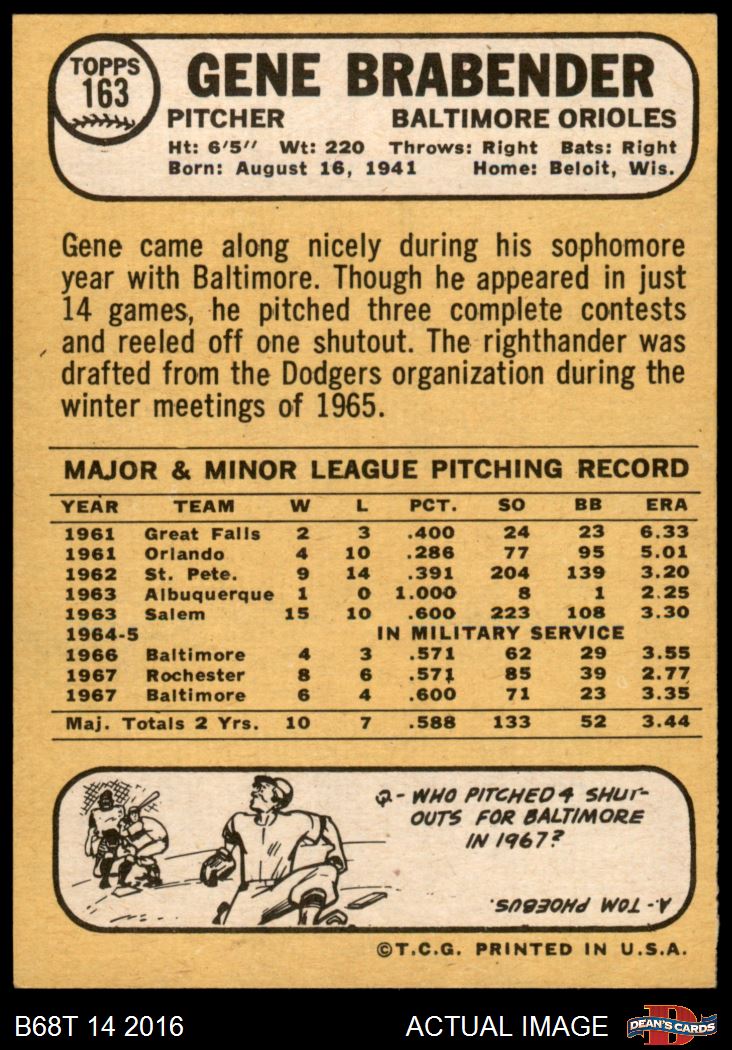 TOPPS
163
GENE BRABENDER
PITCHER BALTIMORE ORIOLES
Ht: 6'5" Wt: 220 Throws: Right Bats: Right
Born: August 16, 1941 Home: Beloit, Wis.
Gene came along nicely during his sophomore
year with Baltimore. Though he appeared in just
14 games, he pitched three complete contests
and reeled off one shutout. The righthander was
drafted from the Dodgers organization during the
winter meetings of 1965.
MAJOR & MINOR LEAGUE PITCHING RECORD
YEAR TEAM W L PCT. SO BB ERA
1961 Great Falls 2 3 .400 24 23 6.33
1961 Orlando 4 10 .286 77 95 5.01
1962 St. Pete. 9 14 .391 204 139 3.20
1963 Albuquerque 1 0 1.000 8 1 2.25
1963 Salem 15 10 .600 223 108 3.30
1964-5 IN MILITARY SERVICE
1966 Baltimore 4 3 .571 62 29 3.55
1967 Rochester 8 6 .571 85 39 2.77
1967 Baltimore 6 4 .600 71 23 3.35
Maj. Totals 2 Yrs. 10 7 .588 133 52 3.44
Q- WHO PITCHED 4 SHUT-
OUTS FOR BALTIMORE
IN 1967?
A- TOM PHOEBUS.
©T.C.G. PRINTED IN U.S.A.
B68T 14 2016 ACTUAL IMAGE
D
DEAN'S CARDS